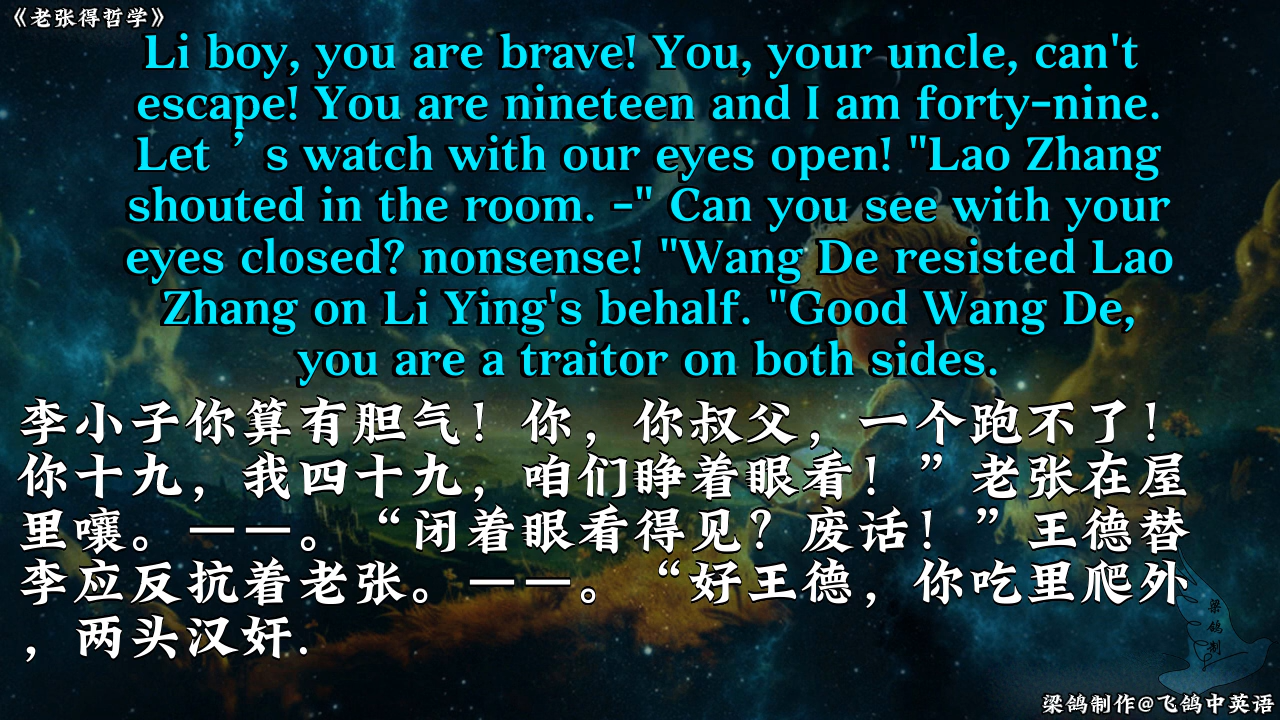 《老张得哲学》
Li boy, you are brave! You, your uncle, can't
escape! You are nineteen and I am forty-nine.
Let ’ s watch with our eyes open! "Lao Zhang
shouted in the room. -" Can you see with your
eyes closed? nonsense! "Wang De resisted Lao
Zhang on Li Ying's behalf. "Good Wang De,
you are a traitor on both sides.
李小子你算有胆气！你，你叔父，一个跑不了！
你十九，我四十九，咱们睁着眼看！”老张在屋
里嚷。——。“闭着眼看得见？废话！”王德替
李应反抗着老张。——。“好王德，你吃里爬外
，两头汉奸.
梁鸽制
梁鸽制作@飞鸽中英语